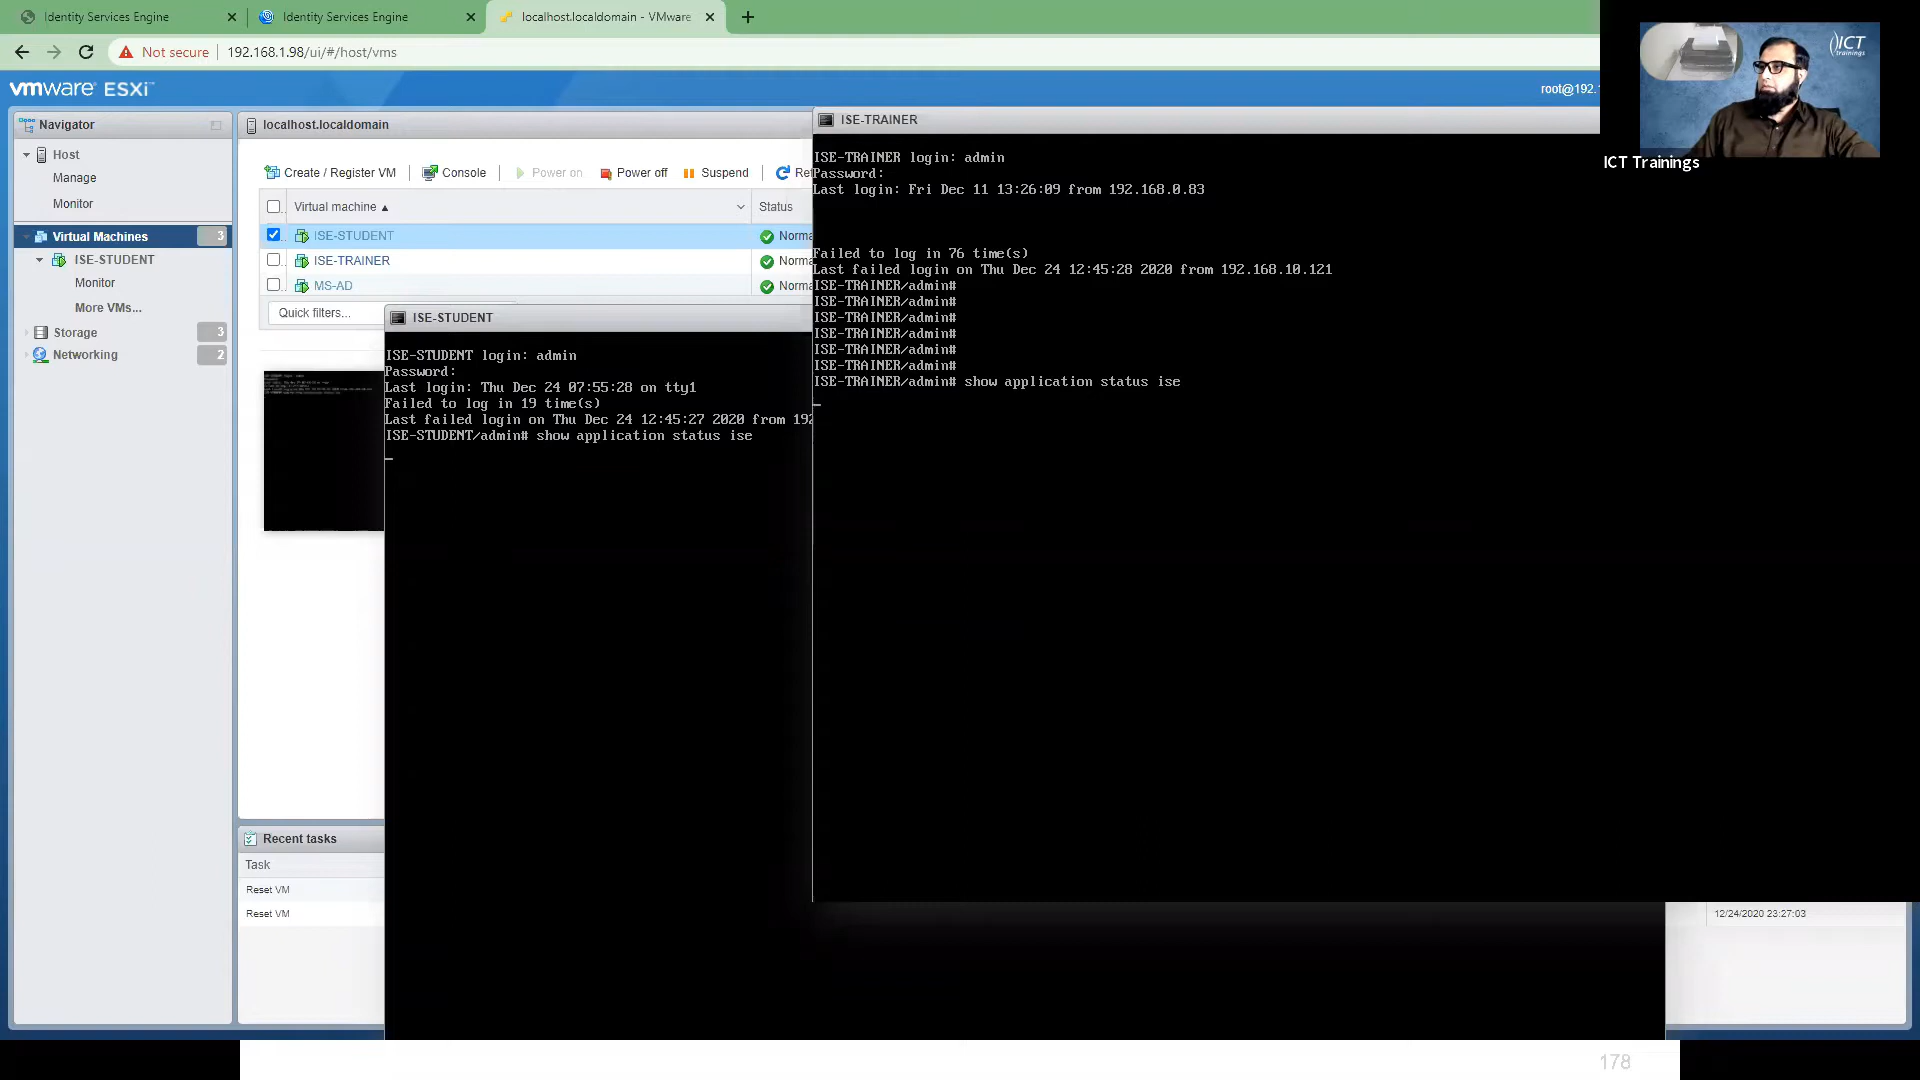 Identity Services Engine
Identity Services Engine
localhost.localdomain - VMware
Not secure
192.168.1.98/ui/#/host/vms
vmware ESXi
root@192.
ICT
trainings
ICT Trainings
Navigator
Host
Manage
Monitor
Virtual Machines 3
ISE-STUDENT
Monitor
More VMs...
Storage 3
Networking 2
localhost.localdomain
Create / Register VM
Console
Power on
Power off
Suspend
Virtual machine ▲
Status
ISE-STUDENT
ISE-TRAINER
MS-AD
Quick filters...
ISE-STUDENT
ISE-STUDENT login: admin
Password:
Last login: Thu Dec 24 07:55:28 on tty1
Failed to log in 19 time(s)
Last failed login on Thu Dec 24 12:45:27 2020 from 192
ISE-STUDENT/admin# show application status ise
ISE-TRAINER
ISE-TRAINER login: admin
Password:
Last login: Fri Dec 11 13:26:09 from 192.168.0.83
Failed to log in 76 time(s)
Last failed login on Thu Dec 24 12:45:28 2020 from 192.168.10.121
ISE-TRAINER/admin#
ISE-TRAINER/admin#
ISE-TRAINER/admin#
ISE-TRAINER/admin#
ISE-TRAINER/admin#
ISE-TRAINER/admin#
ISE-TRAINER/admin# show application status ise
Recent tasks
Task
Reset VM
Reset VM
12/24/2020 23:27:03
178